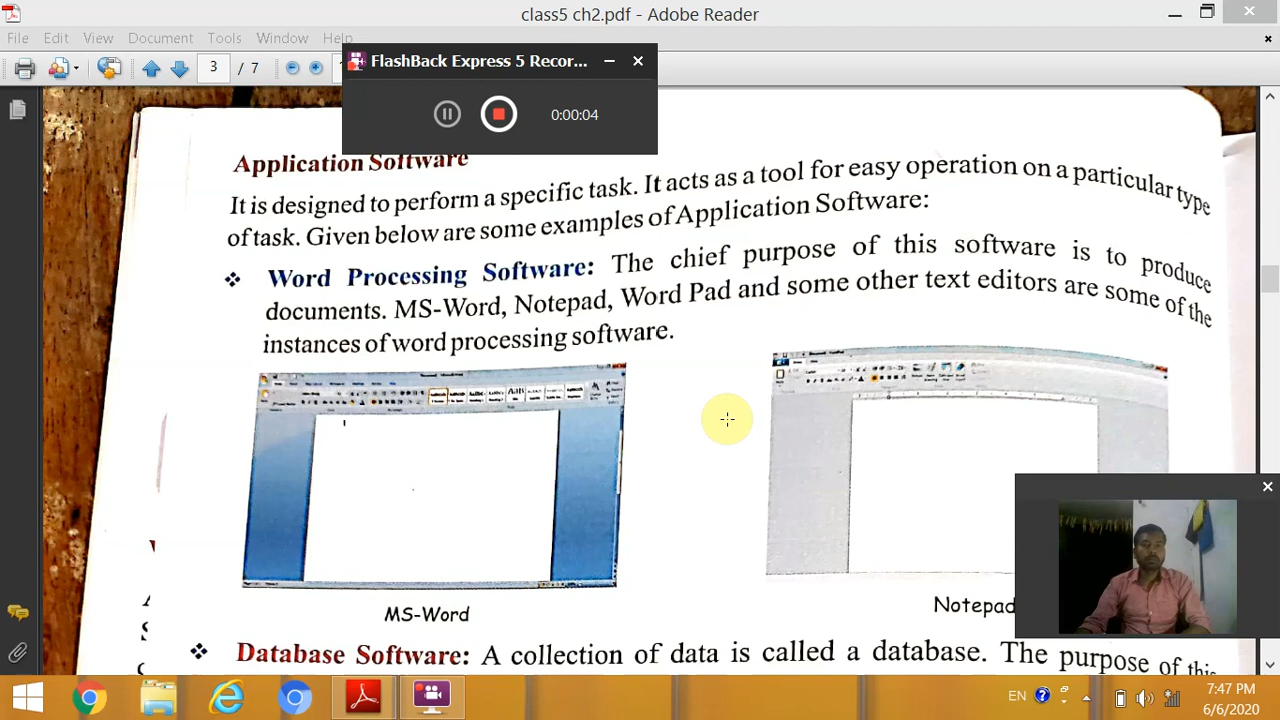 class5 ch2.pdf - Adobe Reader
File Edit View Document Tools Window Help
3 / 7
FlashBack Express 5 Recor...
0:00:04
Application Software
It is designed to perform a specific task. It acts as a tool for easy operation on a particular type
of task. Given below are some examples of Application Software:
❖ Word Processing Software: The chief purpose of this software is to produce
documents. MS-Word, Notepad, Word Pad and some other text editors are some of the
instances of word processing software.
MS-Word
Notepad
❖ Database Software: A collection of data is called a database. The purpose of this
EN
7:47 PM
6/6/2020